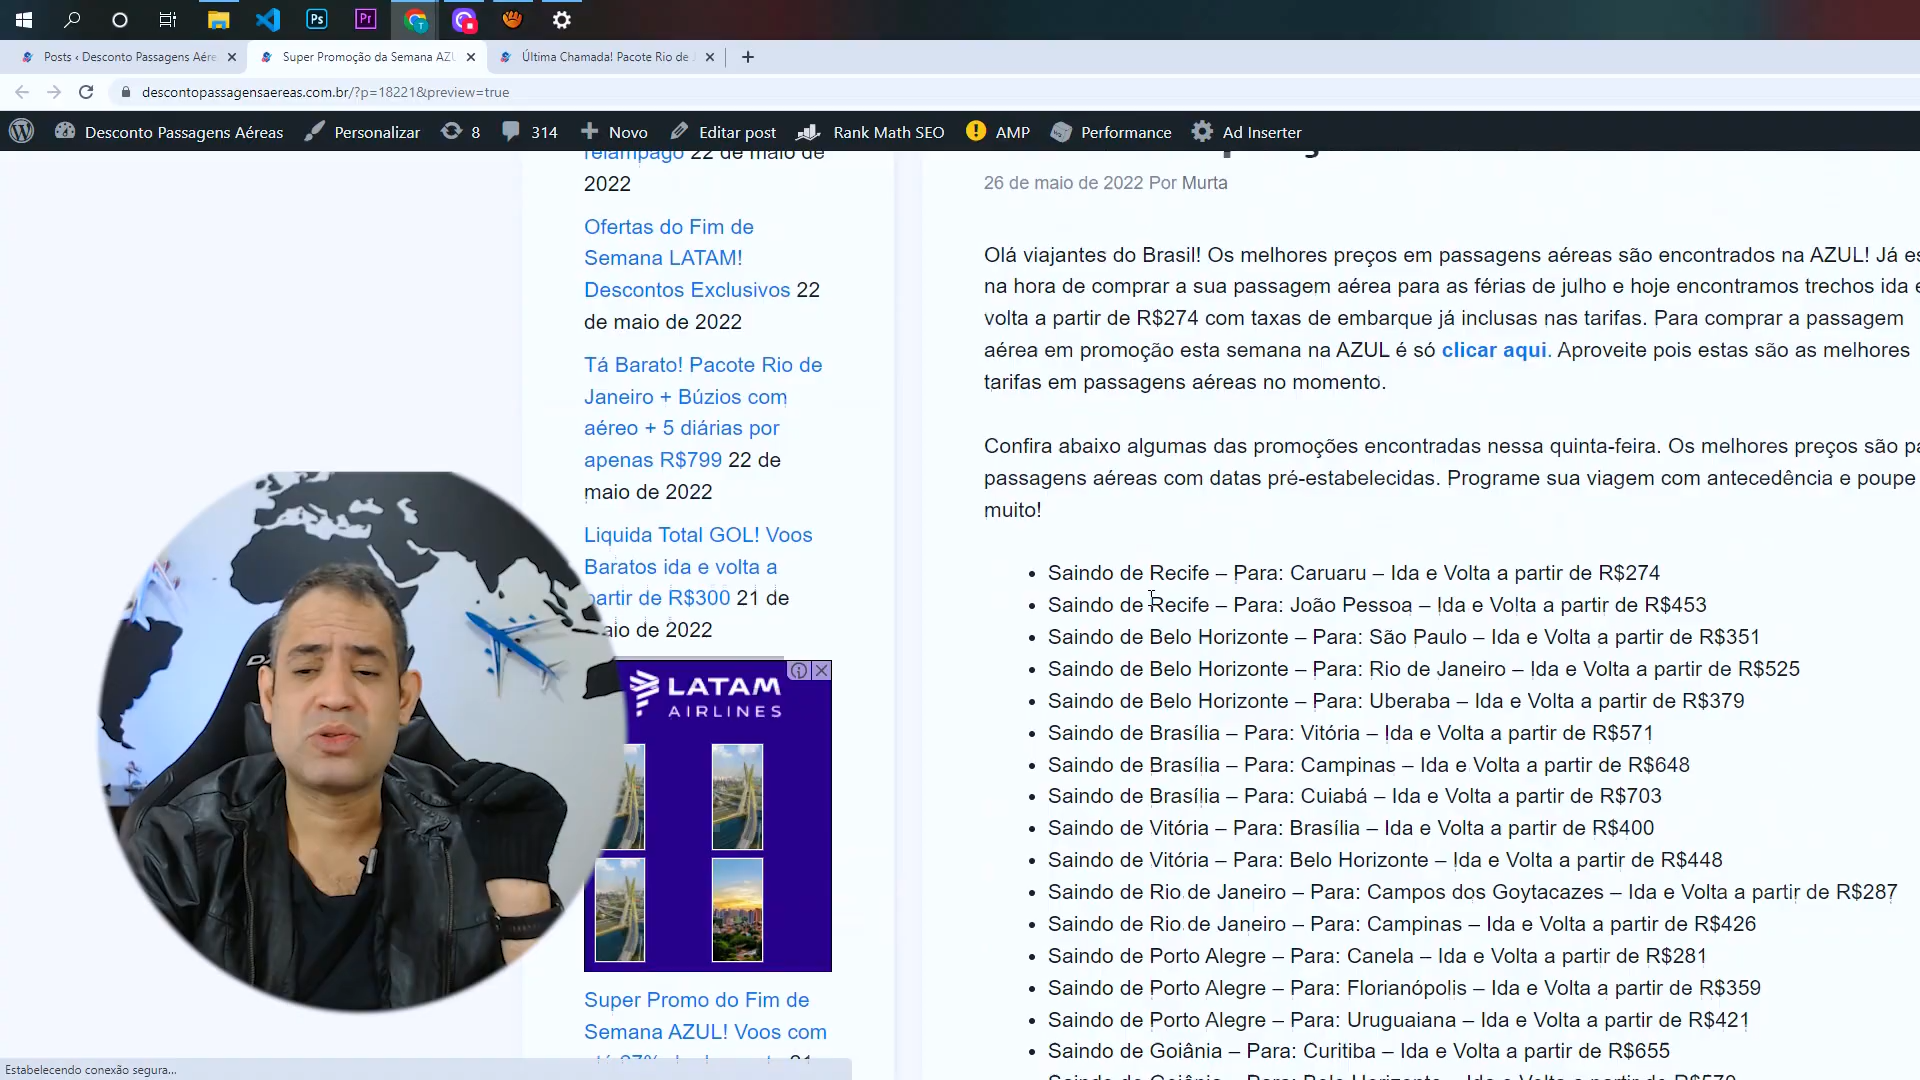 Ps
Pr
Posts ‹ Desconto Passagens Aére
Super Promoção da Semana AZU
Última Chamada! Pacote Rio de
descontopassagensaereas.com.br/?p=18221&preview=true
Desconto Passagens Aéreas
Personalizar
8
314
Novo
Editar post
Rank Math SEO
AMP
Performance
Ad Inserter
relâmpago 22 de maio de
2022
Ofertas do Fim de
Semana LATAM!
Descontos Exclusivos 22
de maio de 2022
Tá Barato! Pacote Rio de
Janeiro + Búzios com
aéreo + 5 diárias por
apenas R$799 22 de
maio de 2022
Liquida Total GOL! Voos
Baratos ida e volta a
partir de R$300 21 de
maio de 2022
LATAM
AIRLINES
Super Promo do Fim de
Semana AZUL! Voos com
26 de maio de 2022 Por Murta
Olá viajantes do Brasil! Os melhores preços em passagens aéreas são encontrados na AZUL! Já es
na hora de comprar a sua passagem aérea para as férias de julho e hoje encontramos trechos ida e
volta a partir de R$274 com taxas de embarque já inclusas nas tarifas. Para comprar a passagem
aérea em promoção esta semana na AZUL é só clicar aqui. Aproveite pois estas são as melhores
tarifas em passagens aéreas no momento.
Confira abaixo algumas das promoções encontradas nessa quinta-feira. Os melhores preços são pa
passagens aéreas com datas pré-estabelecidas. Programe sua viagem com antecedência e poupe
muito!
• Saindo de Recife – Para: Caruaru – Ida e Volta a partir de R$274
• Saindo de Recife – Para: João Pessoa – Ida e Volta a partir de R$453
• Saindo de Belo Horizonte – Para: São Paulo – Ida e Volta a partir de R$351
• Saindo de Belo Horizonte – Para: Rio de Janeiro – Ida e Volta a partir de R$525
• Saindo de Belo Horizonte – Para: Uberaba – Ida e Volta a partir de R$379
• Saindo de Brasília – Para: Vitória – Ida e Volta a partir de R$571
• Saindo de Brasília – Para: Campinas – Ida e Volta a partir de R$648
• Saindo de Brasília – Para: Cuiabá – Ida e Volta a partir de R$703
• Saindo de Vitória – Para: Brasília – Ida e Volta a partir de R$400
• Saindo de Vitória – Para: Belo Horizonte – Ida e Volta a partir de R$448
• Saindo de Rio de Janeiro – Para: Campos dos Goytacazes – Ida e Volta a partir de R$287
• Saindo de Rio de Janeiro – Para: Campinas – Ida e Volta a partir de R$426
• Saindo de Porto Alegre – Para: Canela – Ida e Volta a partir de R$281
• Saindo de Porto Alegre – Para: Florianópolis – Ida e Volta a partir de R$359
• Saindo de Porto Alegre – Para: Uruguaiana – Ida e Volta a partir de R$421
• Saindo de Goiânia – Para: Curitiba – Ida e Volta a partir de R$655
Estabelecendo conexão segura...